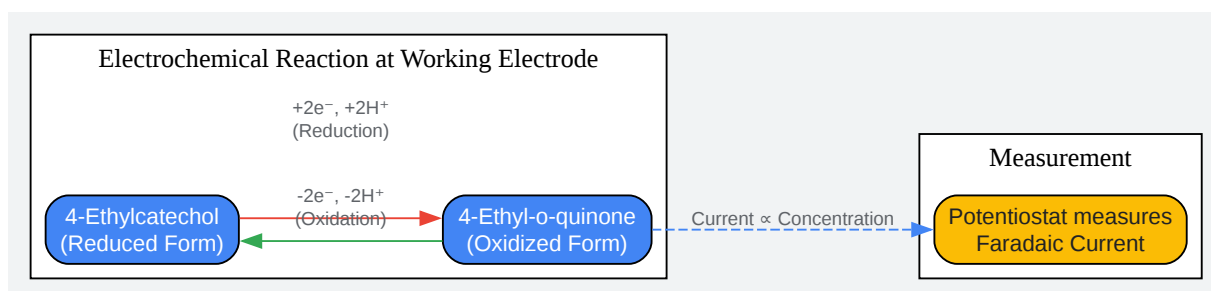 Electrochemical Reaction at Working Electrode
+2e⁻, +2H⁺
(Reduction)
-2e⁻, -2H⁺
(Oxidation)
4-Ethylcatechol
(Reduced Form)
4-Ethyl-o-quinone
(Oxidized Form)
Current ∝ Concentration
Measurement
Potentiostat measures
Faradaic Current